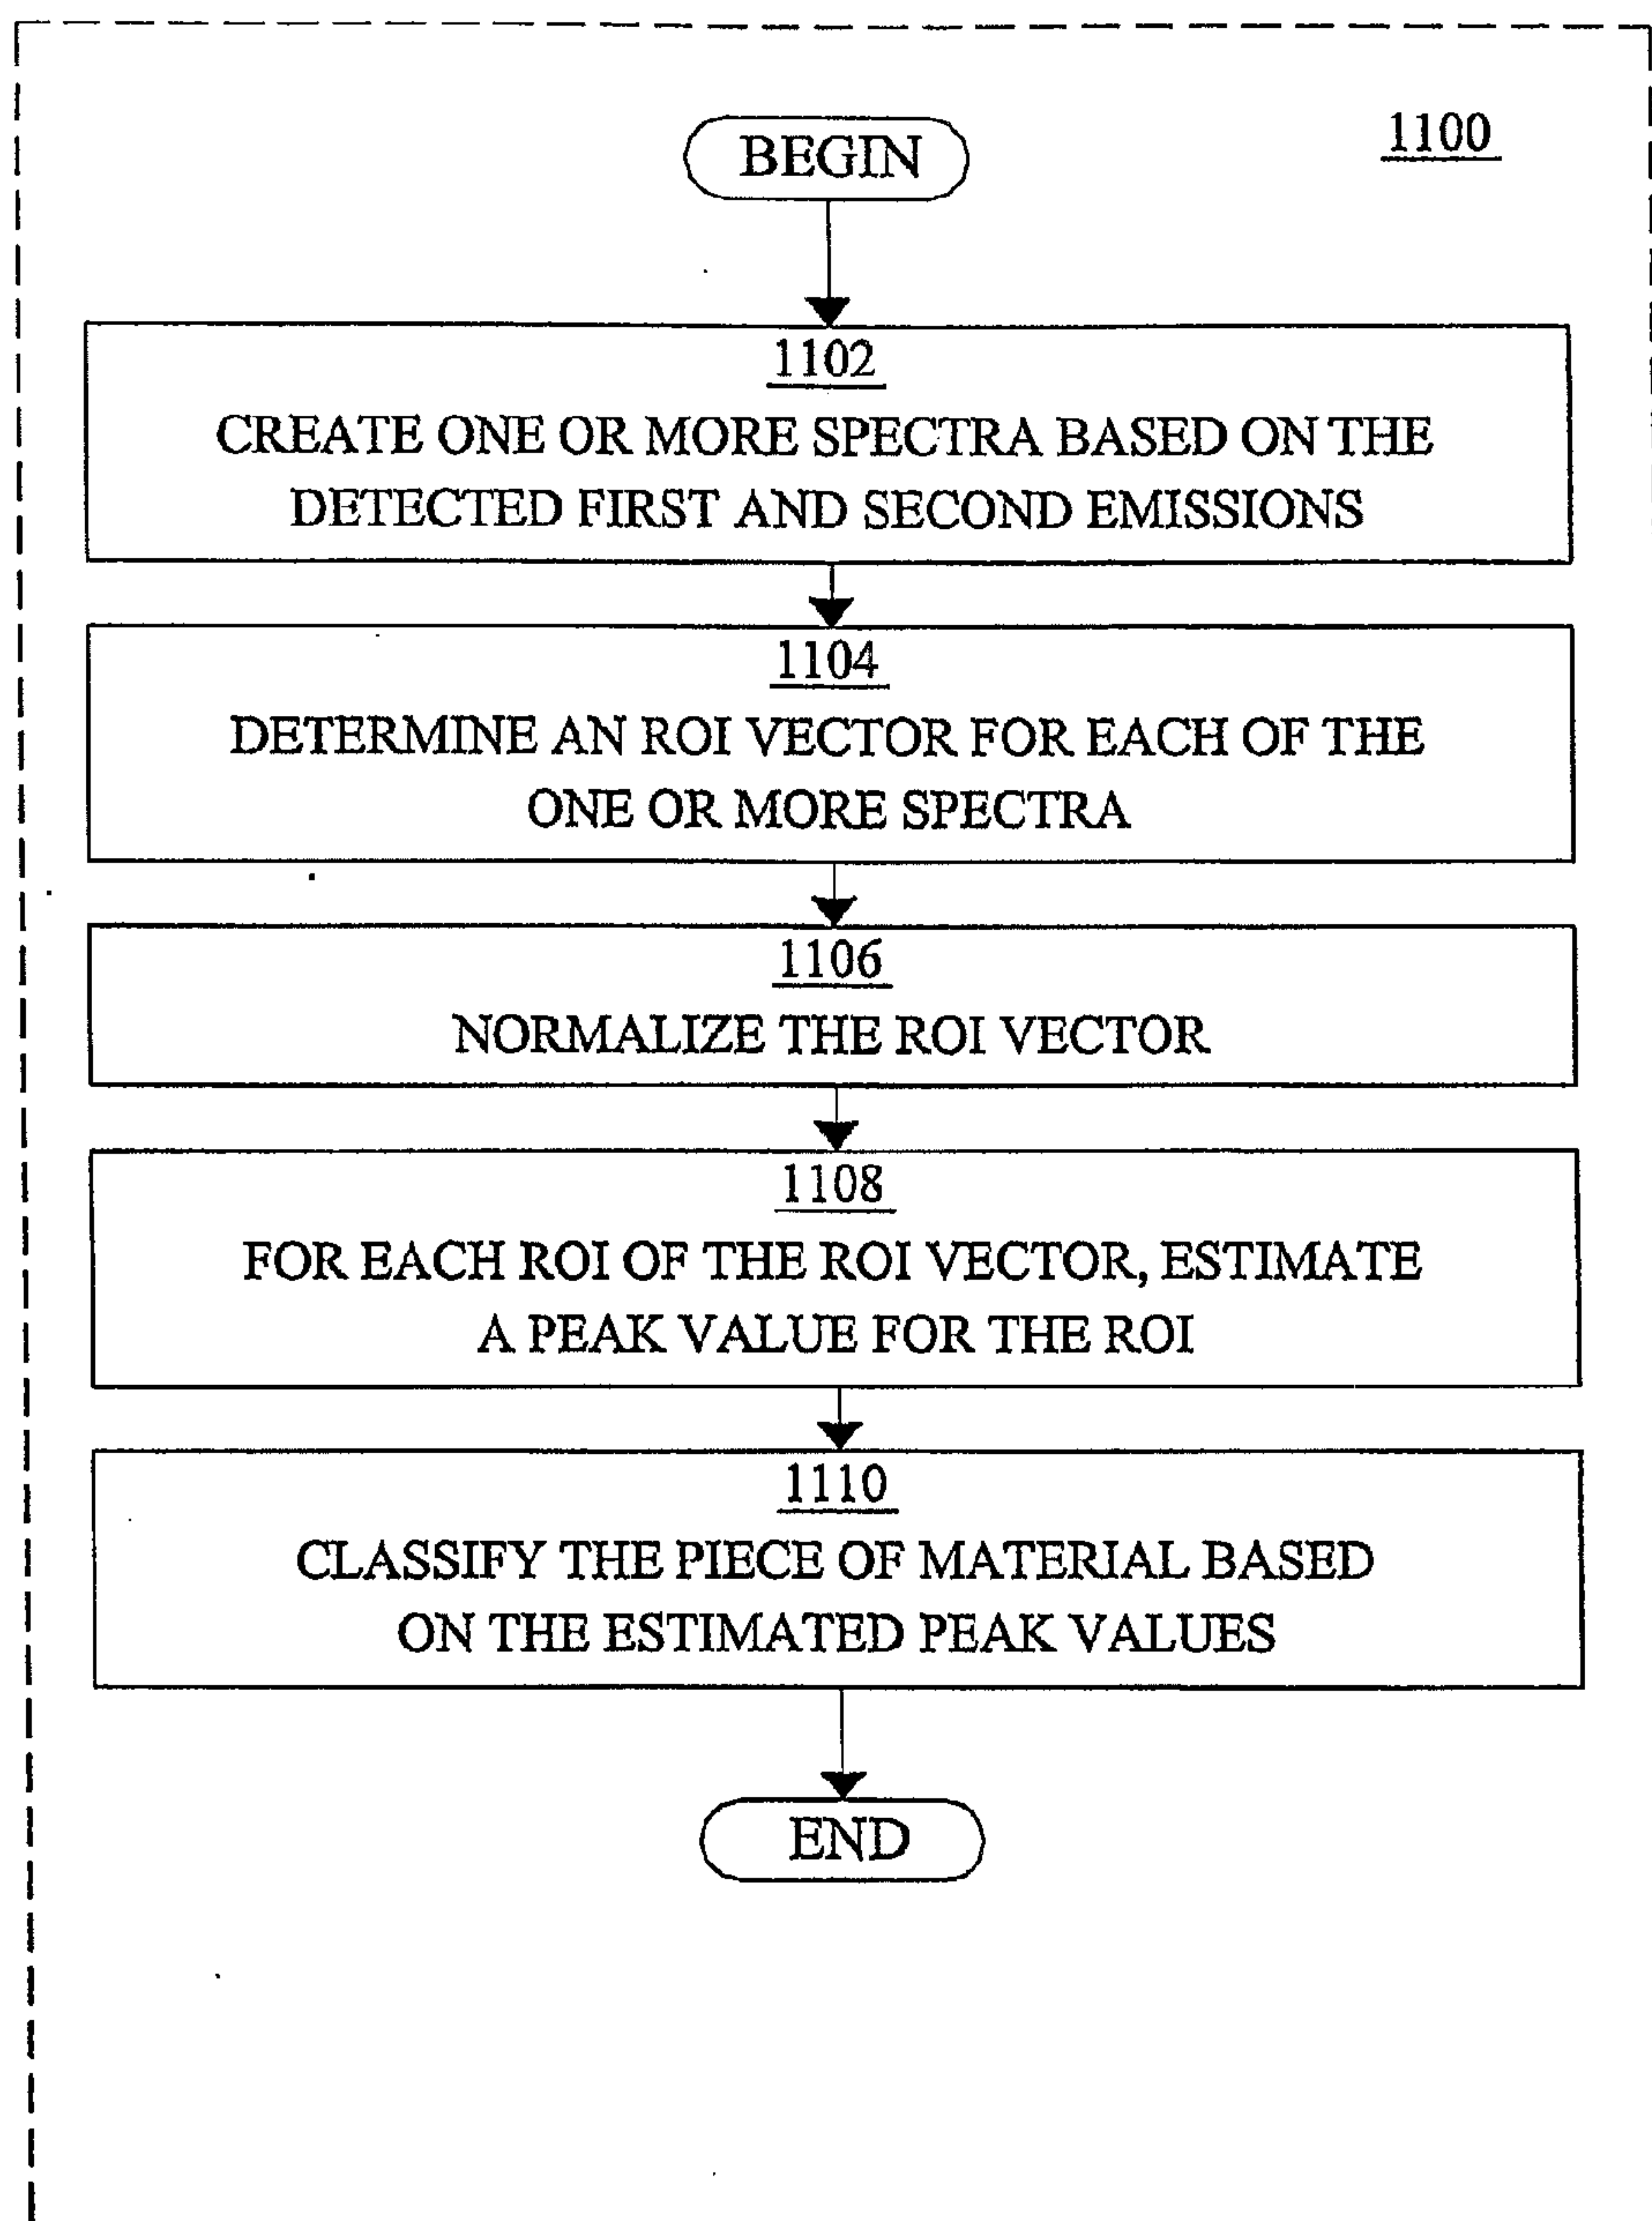 1100
BEGIN
1102
CREATE ONE OR MORE SPECTRA BASED ON THE
DETECTED FIRST AND SECOND EMISSIONS
1104
DETERMINE AN ROI VECTOR FOR EACH OF THE
ONE OR MORE SPECTRA
1106
NORMALIZE THE ROI VECTOR
1108
FOR EACH ROI OF THE ROI VECTOR, ESTIMATE
A PEAK VALUE FOR THE ROI
1110
CLASSIFY THE PIECE OF MATERIAL BASED
ON THE ESTIMATED PEAK VALUES
END